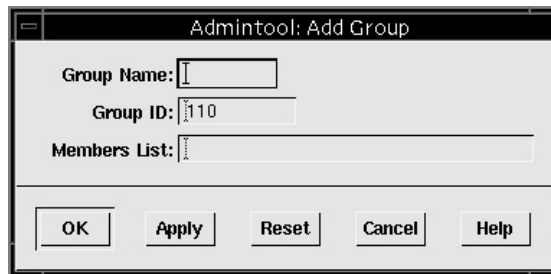 Admintool: Add Group
Group Name:
Group ID: 110
Members List:
OK Apply Reset Cancel Help